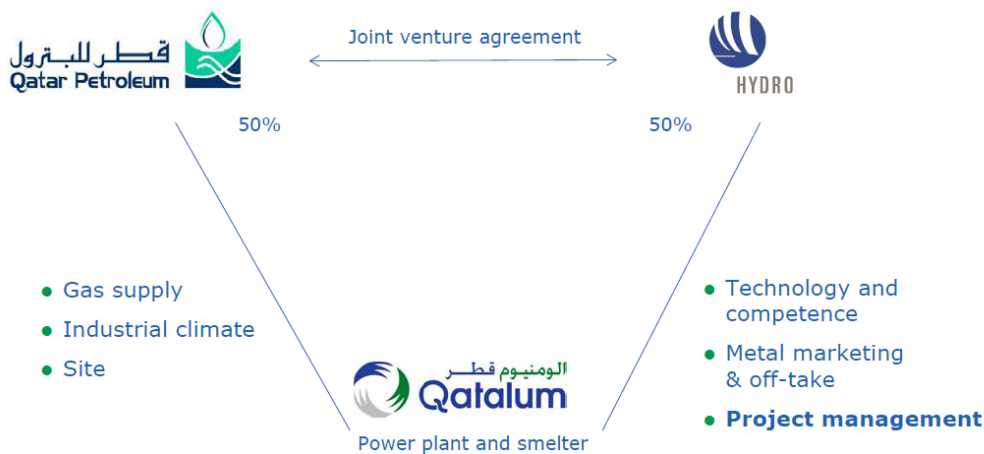 قطر للبترول
Qatar Petroleum
Joint venture agreement
HYDRO
50%
50%
● Gas supply
● Industrial climate
● Site
● Technology and
competence
● Metal marketing
& off-take
● Project management
الومنيوم قطر
Qatalum
Power plant and smelter